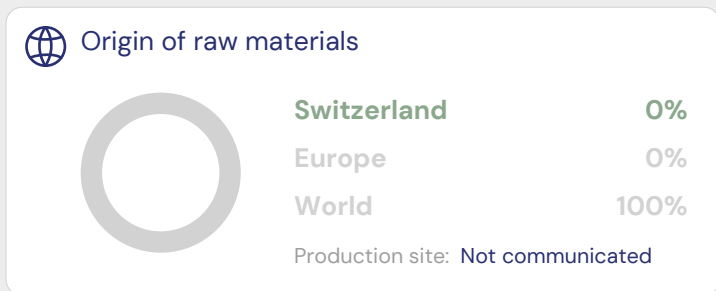 Origin of raw materials
Switzerland 0%
Europe 0%
World 100%
Production site: Not communicated